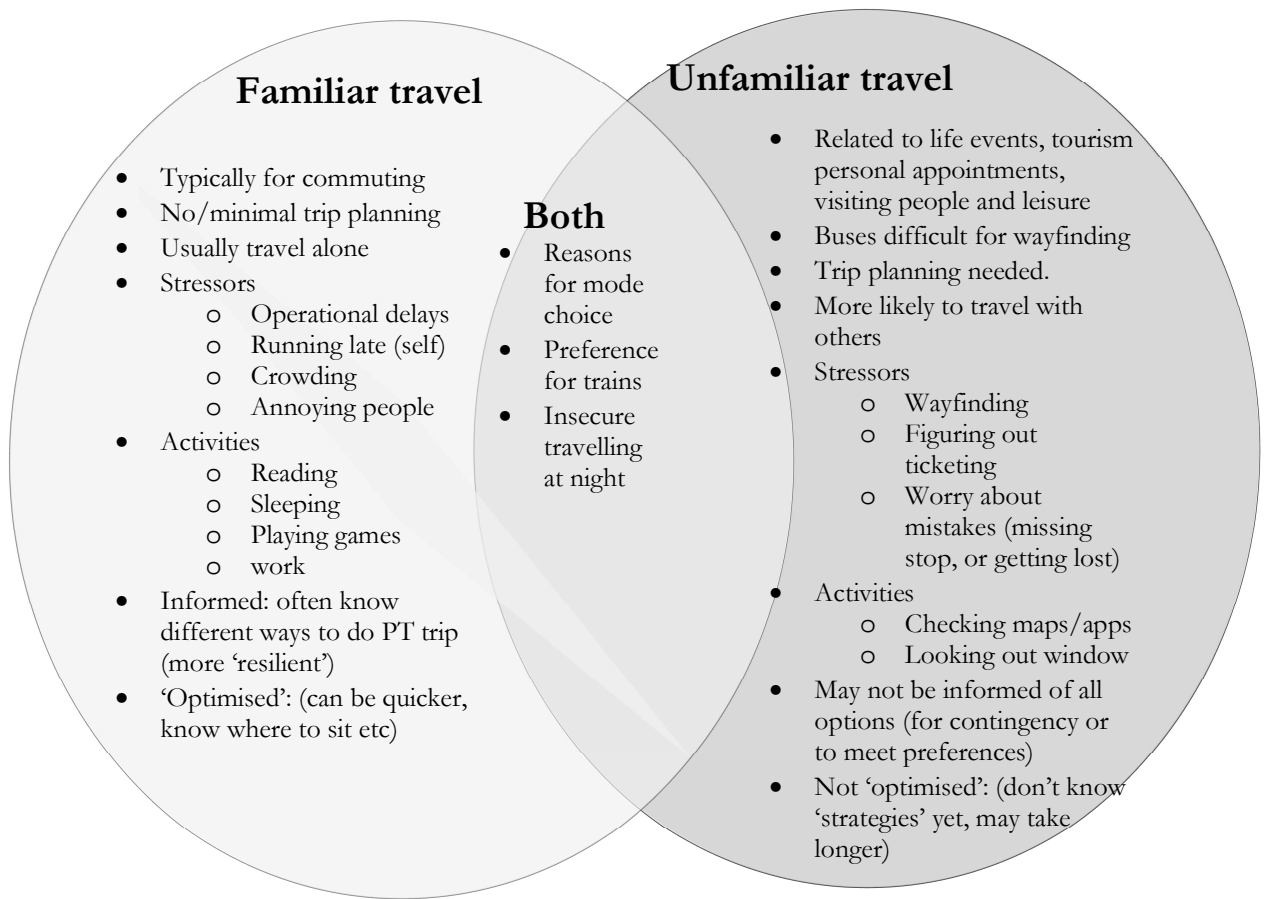 Familiar travel
• Typically for commuting
• No/minimal trip planning
• Usually travel alone
• Stressors
o Operational delays
o Running late (self)
o Crowding
o Annoying people
• Activities
o Reading
o Sleeping
o Playing games
o work
• Informed: often know
different ways to do PT trip
(more ‘resilient’)
• ‘Optimised’: (can be quicker,
know where to sit etc)
Both
• Reasons
for mode
choice
• Preference
for trains
• Insecure
travelling
at night
Unfamiliar travel
• Related to life events, tourism
personal appointments,
visiting people and leisure
• Buses difficult for wayfinding
• Trip planning needed.
• More likely to travel with
others
• Stressors
o Wayfinding
o Figuring out
ticketing
o Worry about
mistakes (missing
stop, or getting lost)
• Activities
o Checking maps/apps
o Looking out window
• May not be informed of all
options (for contingency or
to meet preferences)
• Not ‘optimised’: (don’t know
‘strategies’ yet, may take
longer)